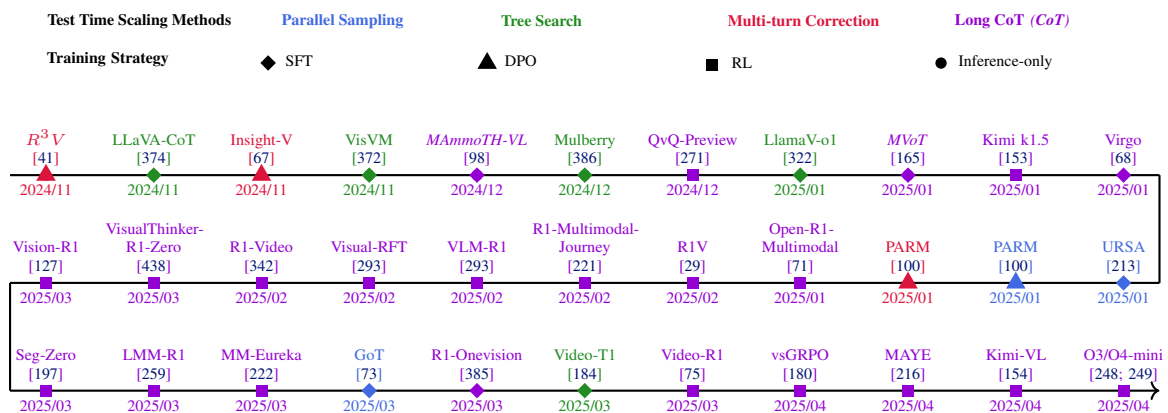 Test Time Scaling Methods Parallel Sampling Tree Search Multi-turn Correction Long CoT (CoT)
Training Strategy SFT DPO RL Inference-only
R³V LLaVA-CoT Insight-V VisVM MAmmoTH-VL Mulberry QvQ-Preview LlamaV-o1 MVoT Kimi k1.5 Virgo
[41] [374] [67] [372] [98] [386] [271] [322] [165] [153] [68]
2024/11 2024/11 2024/11 2024/11 2024/12 2024/12 2024/12 2025/01 2025/01 2025/01 2025/01
VisualThinker- R1-Multimodal- Open-R1-
Vision-R1 R1-Zero R1-Video Visual-RFT VLM-R1 Journey R1V Multimodal PARM PARM URSA
[127] [438] [342] [293] [293] [221] [29] [71] [100] [100] [213]
2025/03 2025/03 2025/02 2025/02 2025/02 2025/02 2025/02 2025/01 2025/01 2025/01 2025/01
Seg-Zero LMM-R1 MM-Eureka GoT R1-Onevision Video-T1 Video-R1 vsGRPO MAYE Kimi-VL O3/O4-mini
[197] [259] [222] [73] [385] [184] [75] [180] [216] [154] [248; 249]
2025/03 2025/03 2025/03 2025/03 2025/03 2025/03 2025/03 2025/04 2025/04 2025/04 2025/04